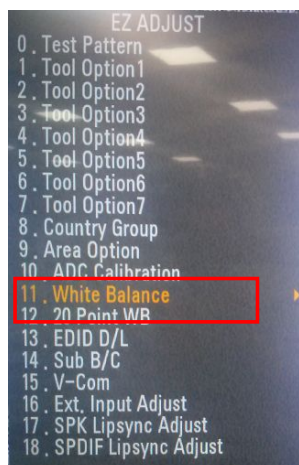 EZ ADJUST
0 . Test Pattern
1 . Tool Option1
2 . Tool Option2
3 . Tool Option3
4 . Tool Option4
5 . Tool Option5
6 . Tool Option6
7 . Tool Option7
8 . Country Group
9 . Area Option
10 . ADC Calibration
11 . White Balance
12 . 20 Point WB
13 . EDID D/L
14 . Sub B/C
15 . V-Com
16 . Ext. Input Adjust
17 . SPK Lipsync Adjust
18 . SPDIF Lipsync Adjust